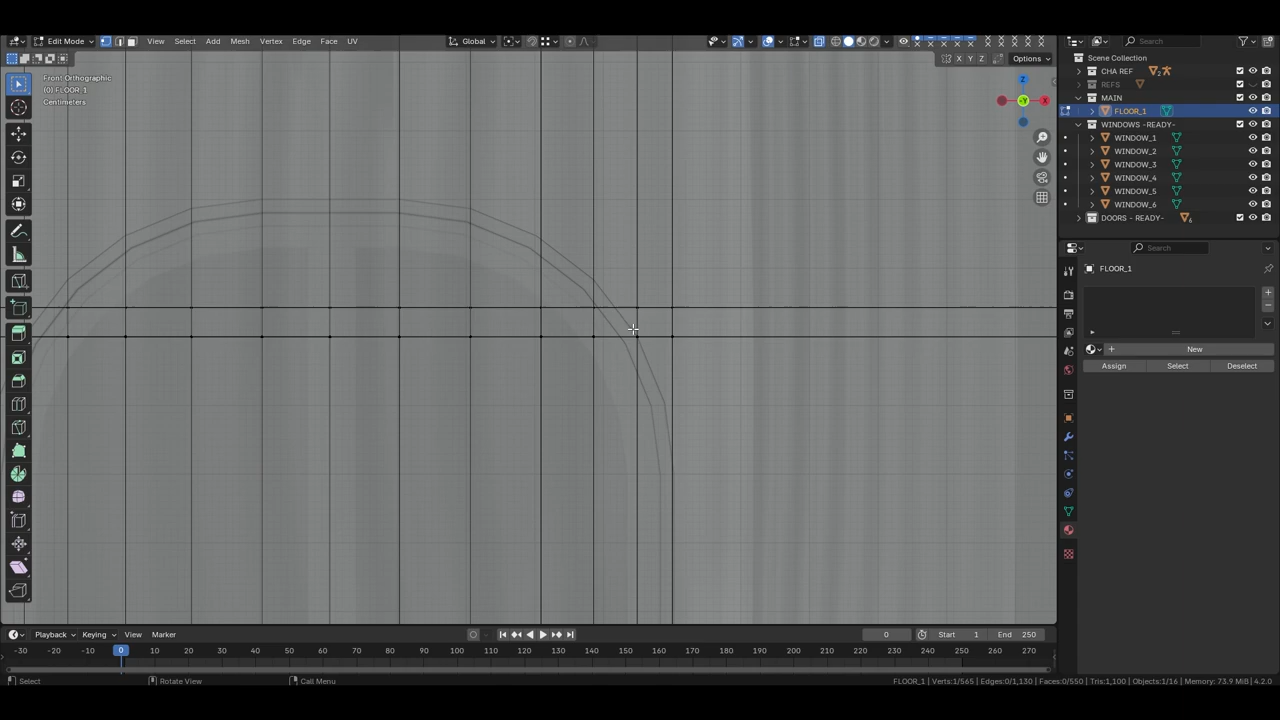 Edit Mode View Select Add Mesh Vertex Edge Face UV Global Search
X Y Z Options
Front Orthographic
(0) FLOOR_1
Centimeters
Z
-Y X
Scene Collection
CHA REF 2
REFS
MAIN
FLOOR_1
WINDOWS -READY-
WINDOW_1
WINDOW_2
WINDOW_3
WINDOW_4
WINDOW_5
WINDOW_6
DOORS - READY- 6
Search
FLOOR_1
New
Assign Select Deselect
Playback Keying View Marker 0 Start 1 End 250
-30 -20 -10 0 10 20 30 40 50 60 70 80 90 100 110 120 130 140 150 160 170 180 190 200 210 220 230 240 250 260 270
Select Rotate View Call Menu FLOOR_1 | Verts:1/565 | Edges:0/1,130 | Faces:0/550 | Tris:1,100 | Objects:1/16 | Memory: 73.9 MiB | 4.2.0